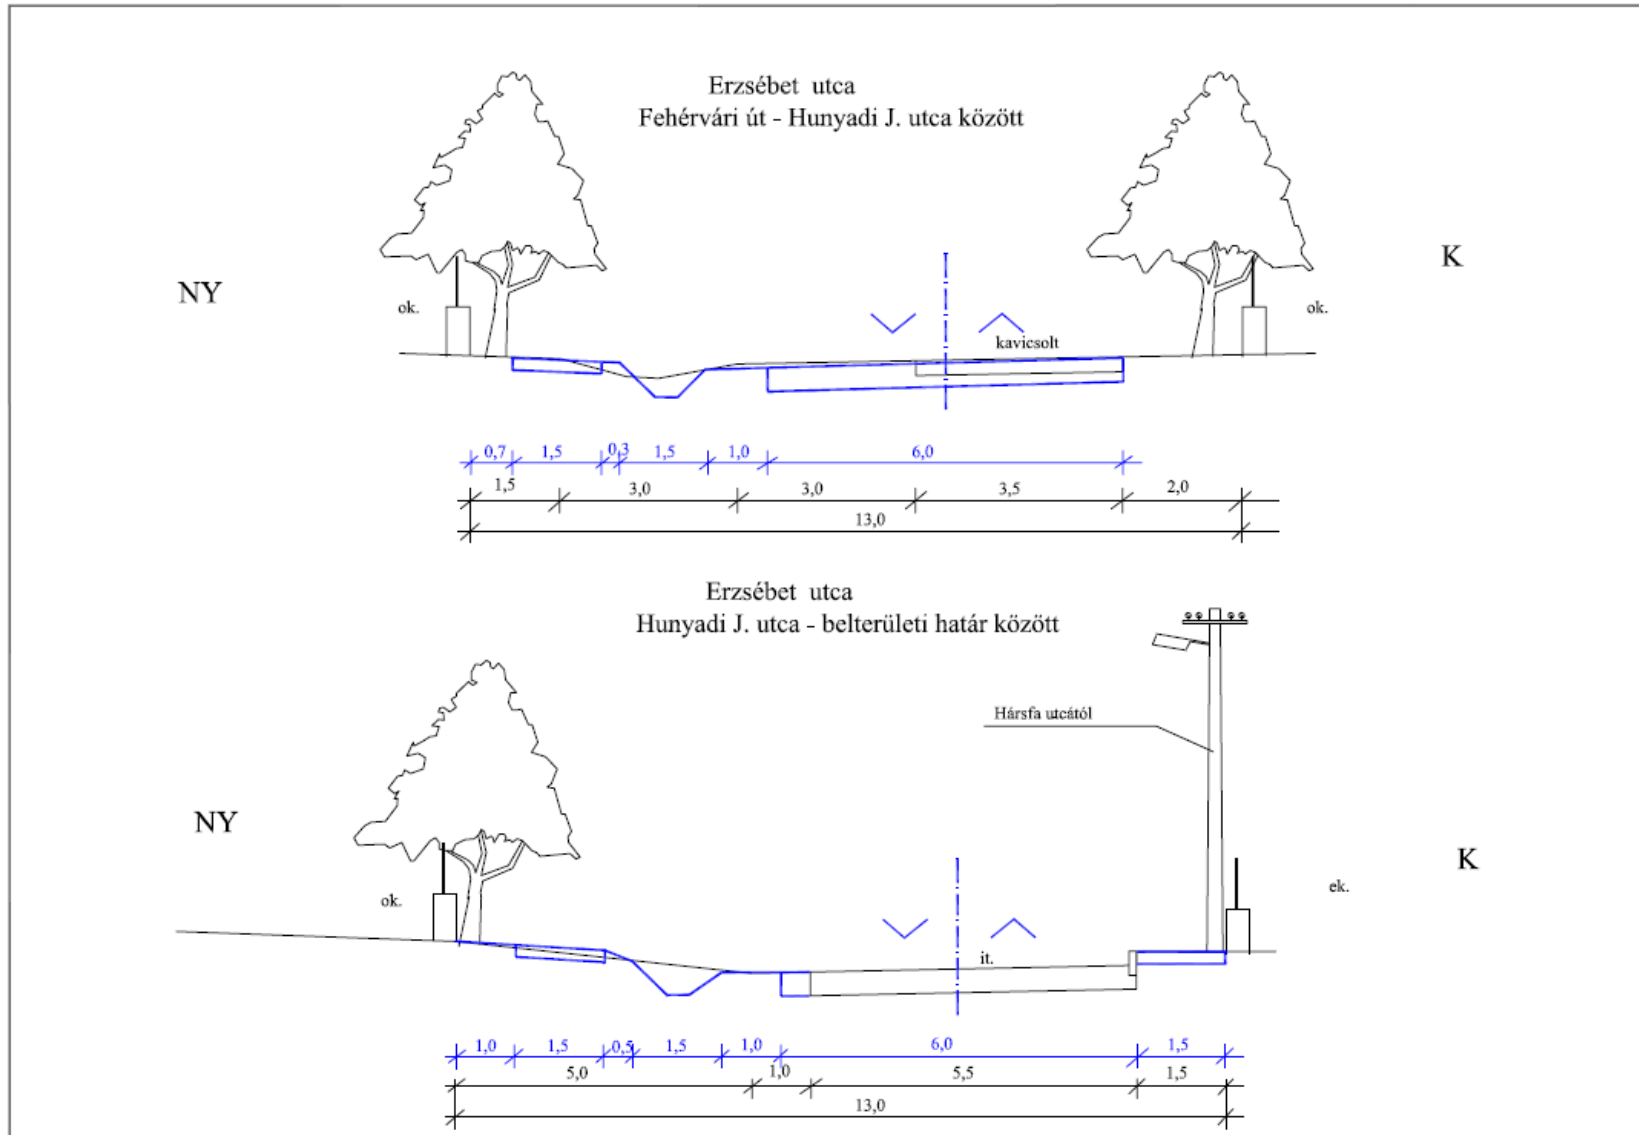 Erzsébet utca
Fehérvári út - Hunyadi J. utca között
NY
K
ok.
ok.
kavicsolt
0,7
1,5
0,3
1,5
1,0
6,0
1,5
3,0
3,0
3,5
2,0
13,0
Erzsébet utca
Hunyadi J. utca - belterületi határ között
Hársfa utcától
NY
K
ok.
ek.
it.
1,0
1,5
0,5
1,5
1,0
6,0
1,5
5,0
1,0
5,5
1,5
13,0